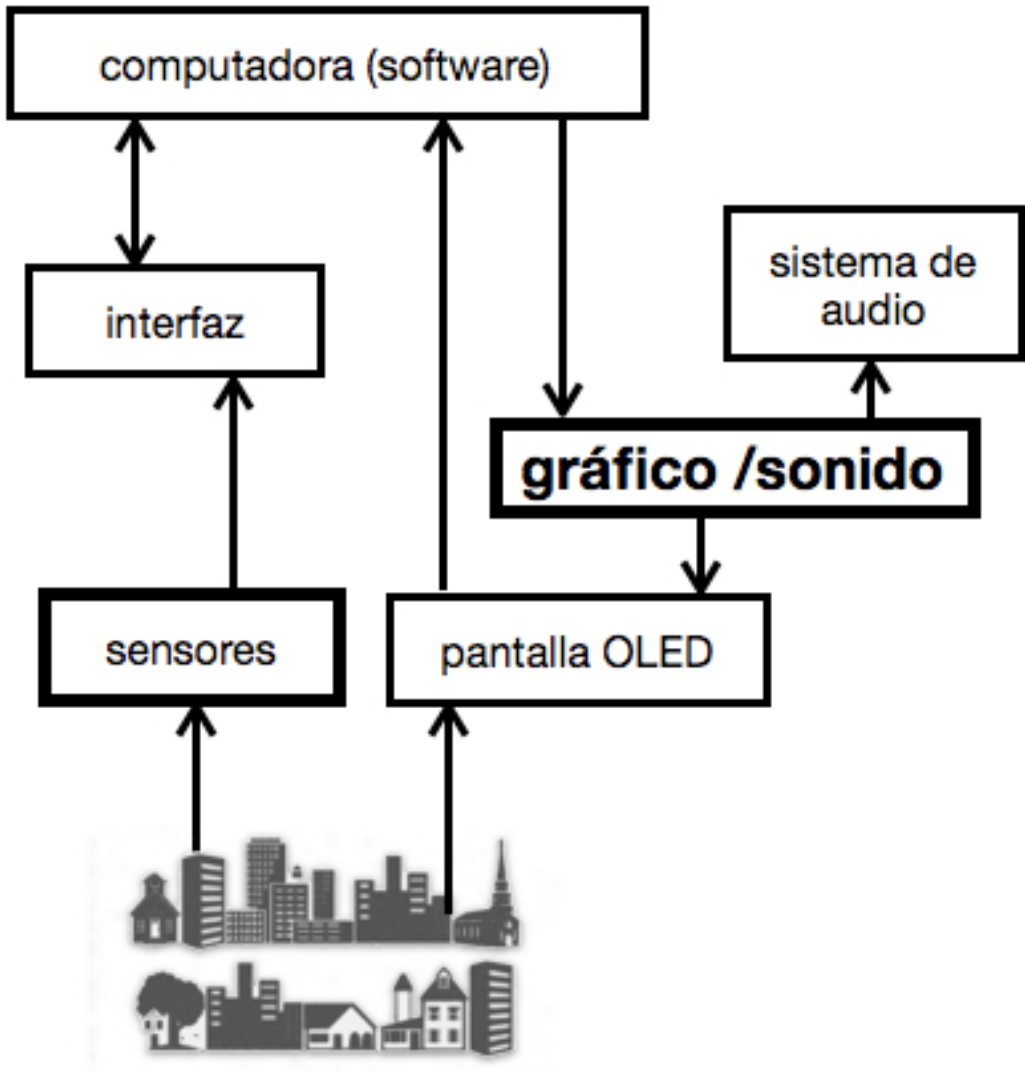 computadora (software)
sistema de
audio
interfaz
gráfico /sonido
sensores
pantalla OLED